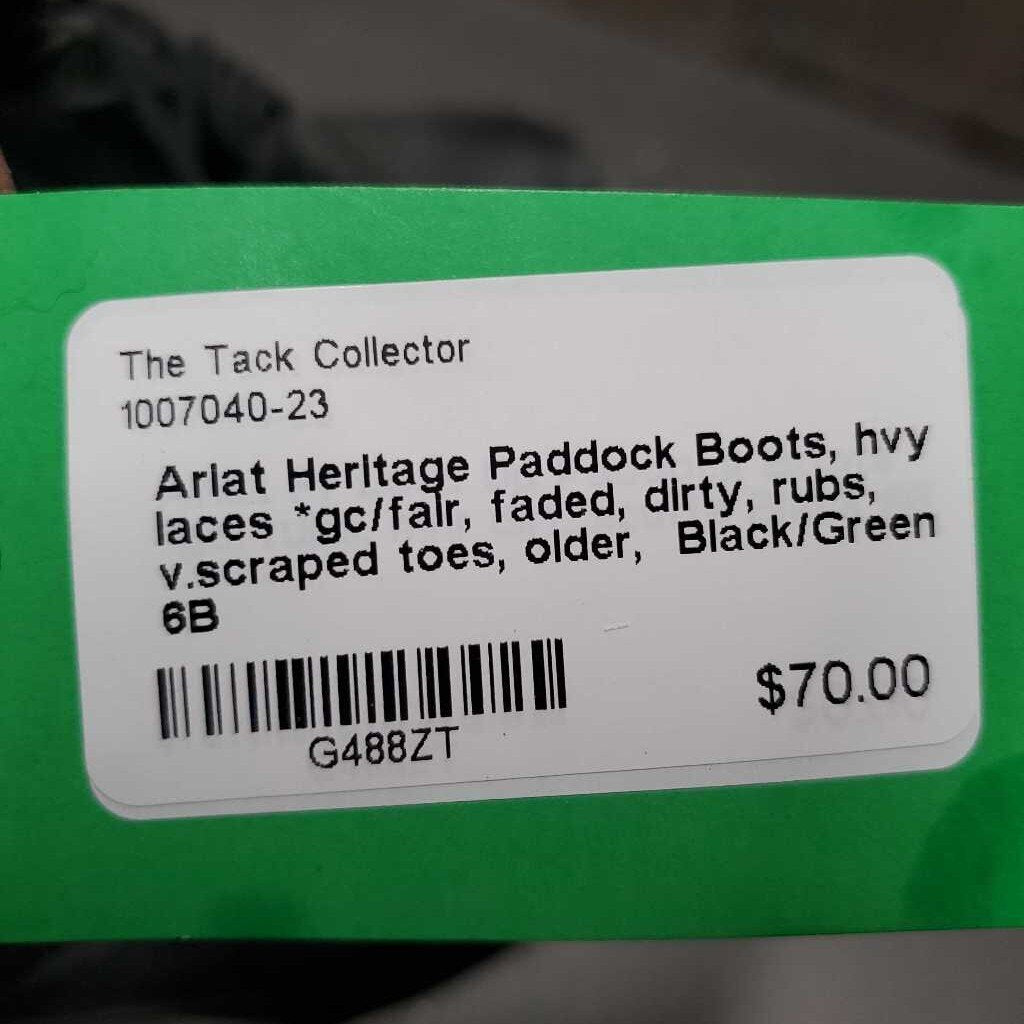 The Tack Collector
1007040-23
Ariat Heritage Paddock Boots, hvy
laces *gc/fair, faded, dirty, rubs,
v.scraped toes, older, Black/Green
6B
G488ZT
$70.00